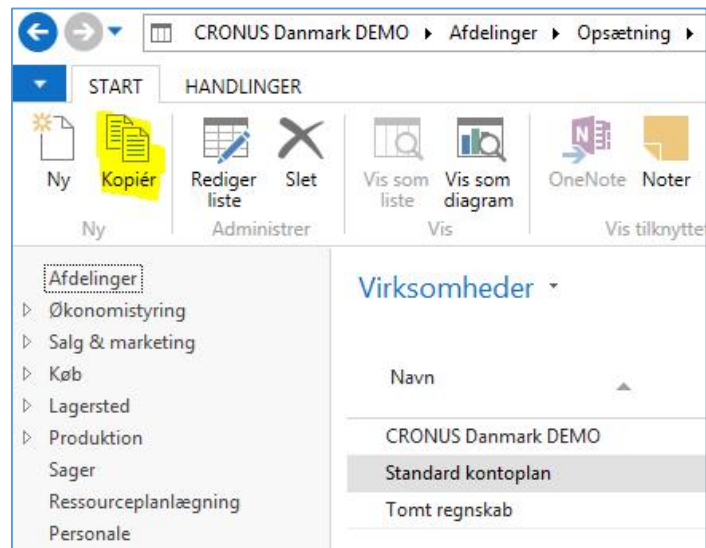 CRONUS Danmark DEMO ▸ Afdelinger ▸ Opsætning ▸
START HANDLINGER
Ny Kopiér Rediger liste Slet Vis som liste Vis som diagram OneNote Noter
Ny Administrer Vis Vis tilknyttet
Afdelinger
Økonomistyring
Salg & marketing
Køb
Lagersted
Produktion
Sager
Ressourceplanlægning
Personale
Virksomheder
Navn
CRONUS Danmark DEMO
Standard kontoplan
Tomt regnskab